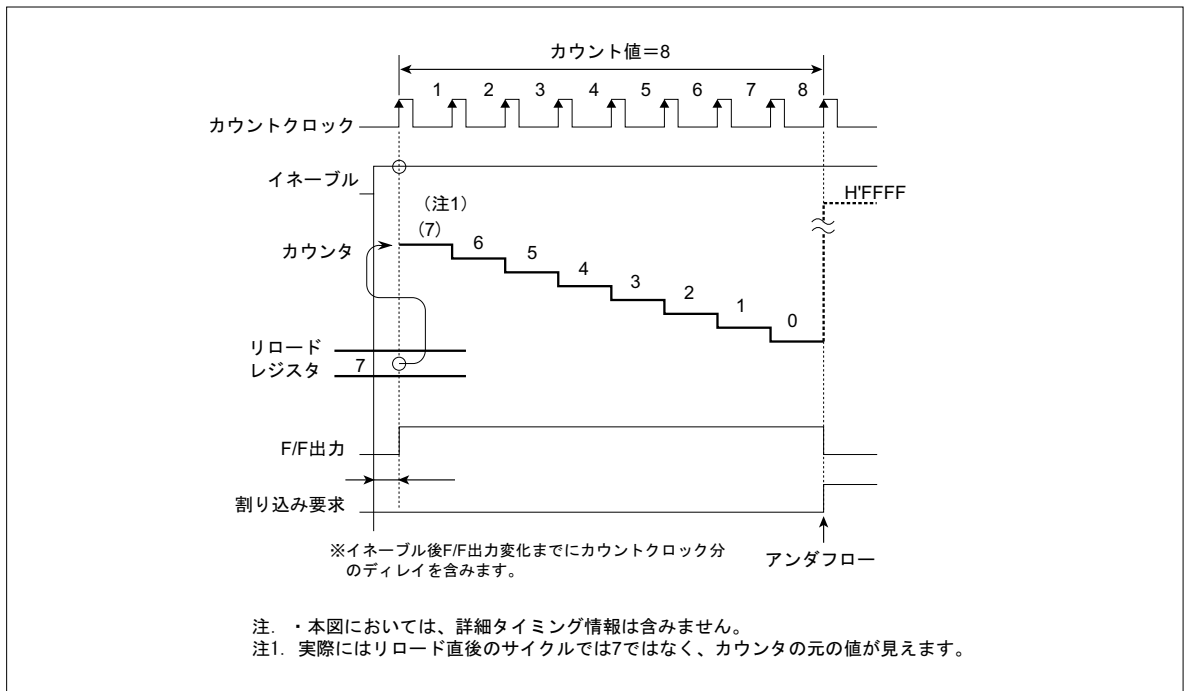 カウント値＝8
1 2 3 4 5 6 7 8
カウントクロック
イネーブル
H'FFFF
（注1）
(7)
カウンタ
6
5
4
3
2
1
0
リロード
レジスタ
7
F/F出力
割り込み要求
※イネーブル後F/F出力変化までにカウントクロック分
のディレイを含みます。
アンダフロー
注. ・本図においては、詳細タイミング情報は含みません。
注1. 実際にはリロード直後のサイクルでは7ではなく、カウンタの元の値が見えます。